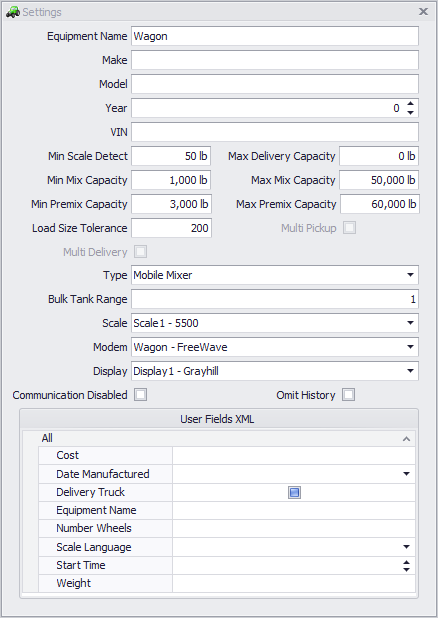 Settings
Equipment Name Wagon
Make
Model
Year 0
VIN
Min Scale Detect 50 lb Max Delivery Capacity 0 lb
Min Mix Capacity 1,000 lb Max Mix Capacity 50,000 lb
Min Premix Capacity 3,000 lb Max Premix Capacity 60,000 lb
Load Size Tolerance 200 Multi Pickup
Multi Delivery
Type Mobile Mixer
Bulk Tank Range 1
Scale Scale1 - 5500
Modem Wagon - FreeWave
Display Display1 - Grayhill
Communication Disabled Omit History
User Fields XML
All
Cost
Date Manufactured
Delivery Truck
Equipment Name
Number Wheels
Scale Language
Start Time
Weight